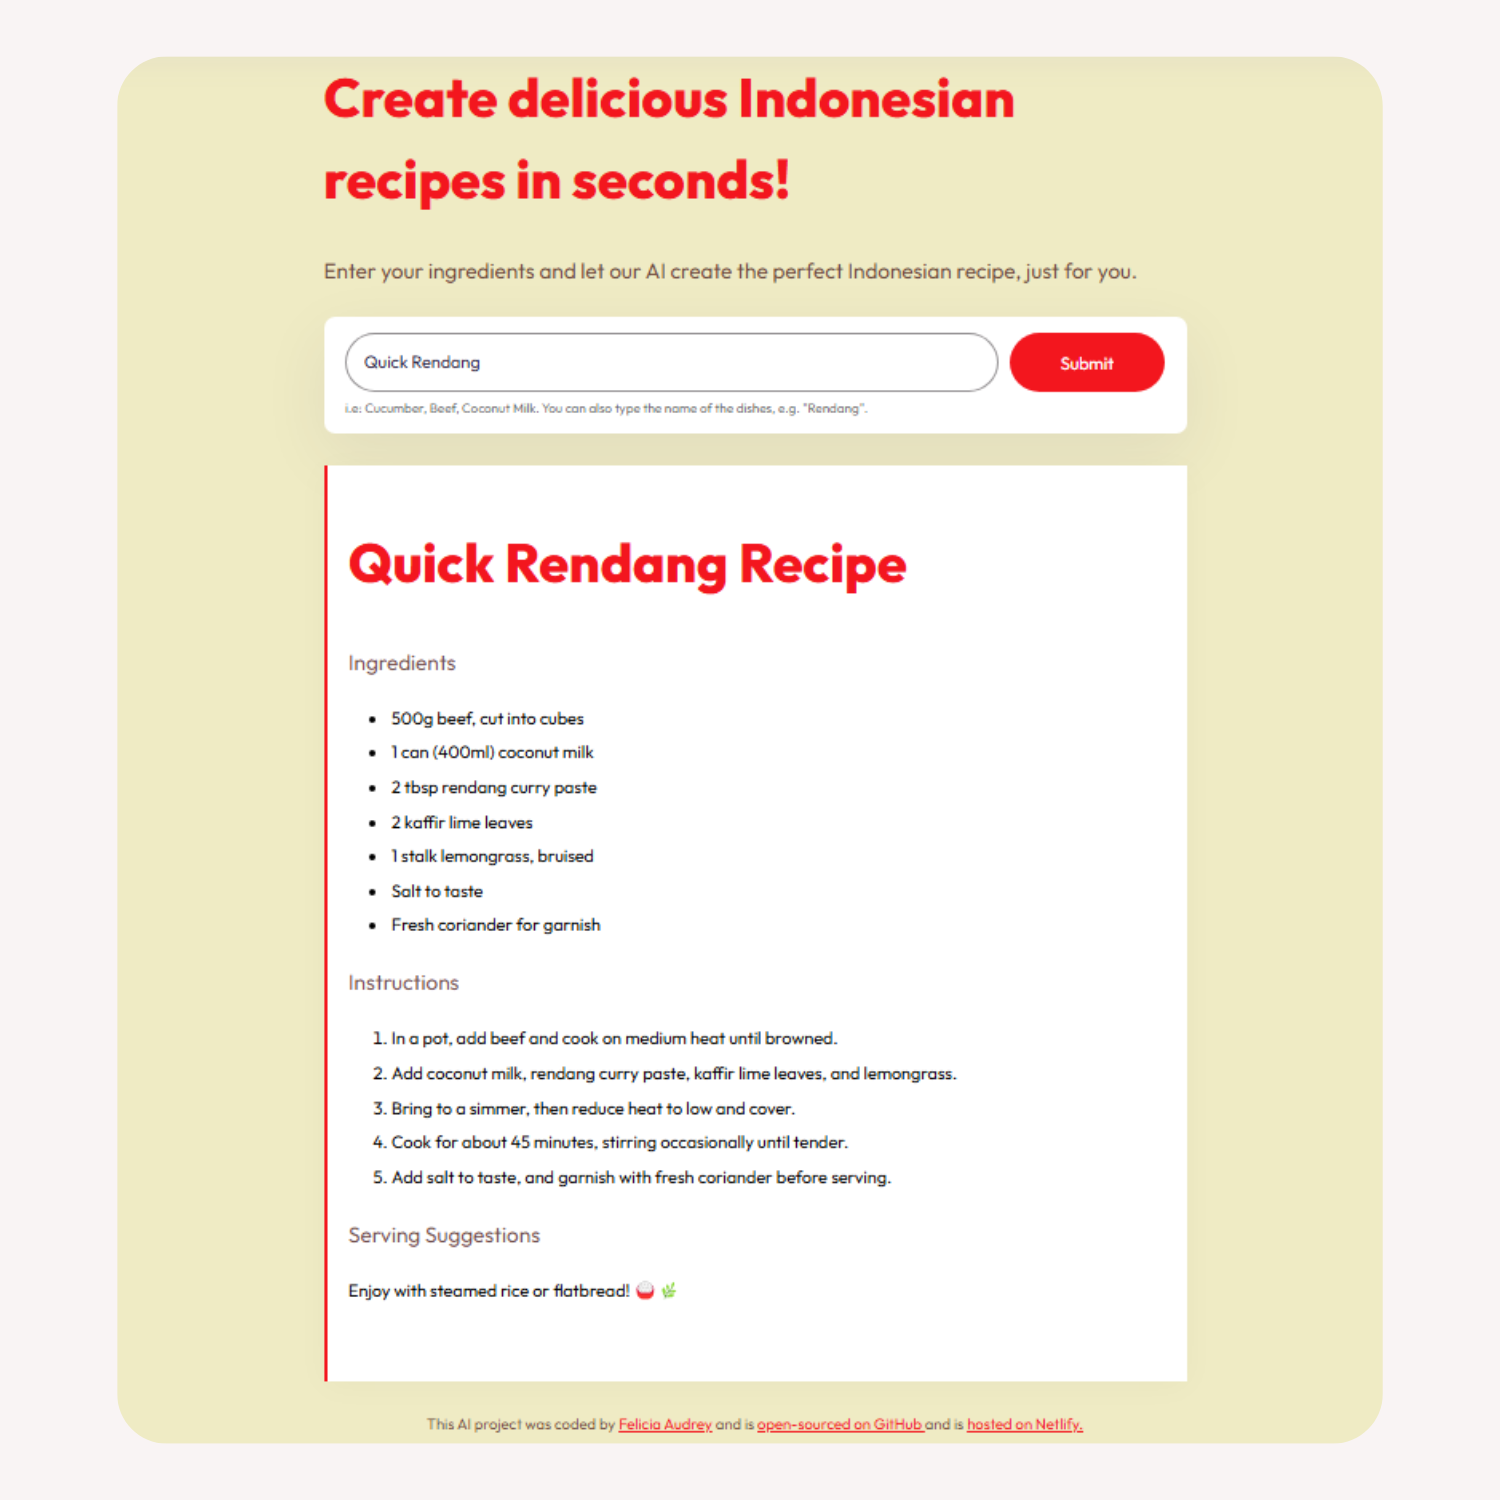 Create delicious Indonesian
recipes in seconds!
Enter your ingredients and let our AI create the perfect Indonesian recipe, just for you.
Quick Rendang
Submit
i.e: Cucumber, Beef, Coconut Milk. You can also type the name of the dishes, e.g. "Rendang".
Quick Rendang Recipe
Ingredients
• 500g beef, cut into cubes
• 1 can (400ml) coconut milk
• 2 tbsp rendang curry paste
• 2 kaffir lime leaves
• 1 stalk lemongrass, bruised
• Salt to taste
• Fresh coriander for garnish
Instructions
1. In a pot, add beef and cook on medium heat until browned.
2. Add coconut milk, rendang curry paste, kaffir lime leaves, and lemongrass.
3. Bring to a simmer, then reduce heat to low and cover.
4. Cook for about 45 minutes, stirring occasionally until tender.
5. Add salt to taste, and garnish with fresh coriander before serving.
Serving Suggestions
Enjoy with steamed rice or flatbread! 🍚 🌿
This AI project was coded by Felicia Audrey and is open-sourced on GitHub and is hosted on Netlify.